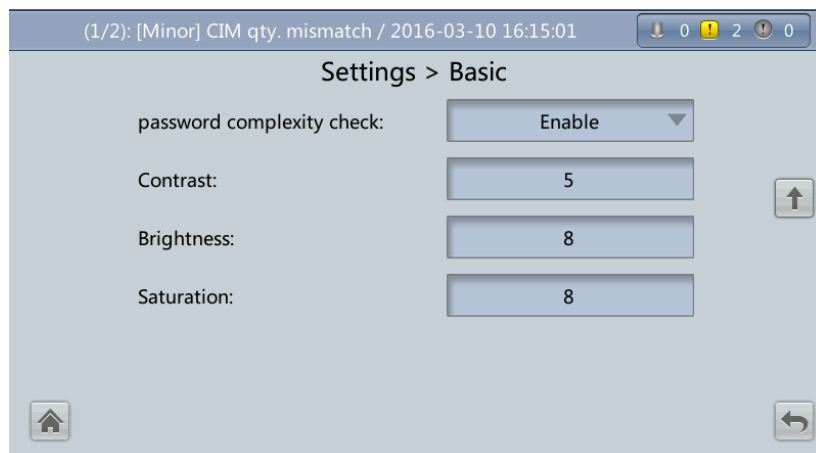 (1/2): [Minor] CIM qty. mismatch / 2016-03-10 16:15:01 0 2 0
Settings > Basic
password complexity check: Enable
Contrast: 5
Brightness: 8
Saturation: 8